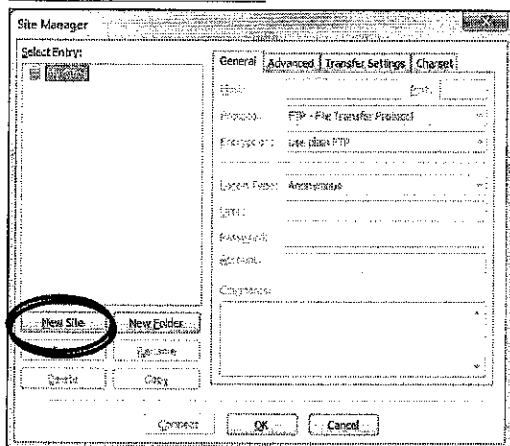 Site Manager
Select Entry:
General Advanced Transfer Settings Charset
Host: Port:
Protocol: FTP - File Transfer Protocol
Encryption: Use plain FTP
Logon Type: Anonymous
User:
Password:
Account:
Comments:
New Site New Folder
Rename
Delete Copy
Connect OK Cancel